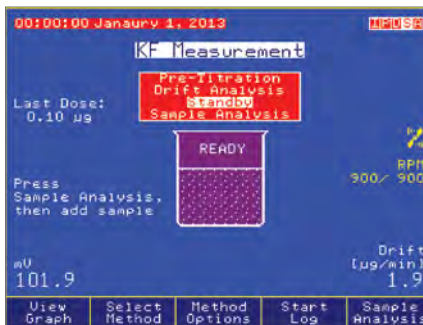 00:00:00 Janaury 1, 2013 IPDSA
KF Measurement
Pre-Titration
Drift Analysis
Standby
Sample Analysis
Last Dose:
0.10 µg
READY
RPM
900/ 900
Press
Sample Analysis,
then add sample
mV
101.9
Drift
[µg/min]
1.9
View Graph
Select Method
Method Options
Start Log
Sample Analysis